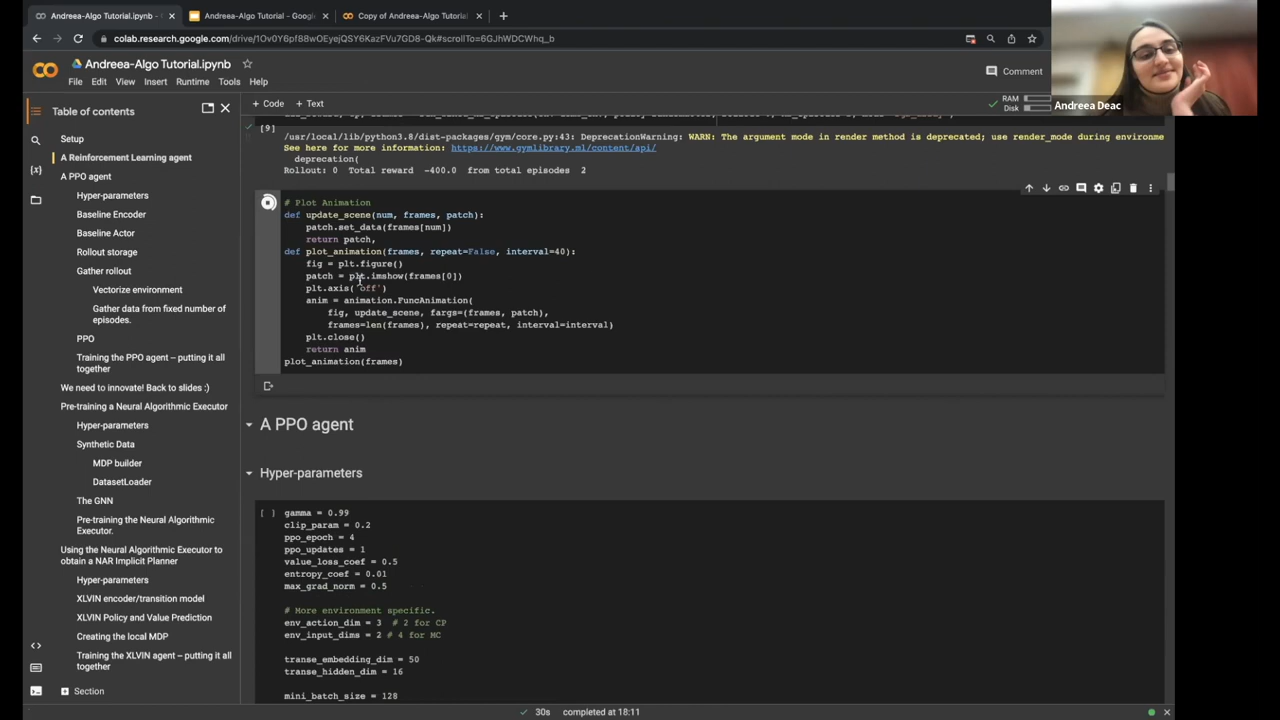 Andreea-Algo Tutorial.ipynb -
Andreea-Algo Tutorial - Google
Copy of Andreea-Algo Tutorial
colab.research.google.com/drive/1Ov0Y6pf88wOEyejQSY6KazFVu7GD8-Qk#scrollTo=6GJhWDCWhq_b
Andreea-Algo Tutorial.ipynb
File Edit View Insert Runtime Tools Help
Comment
Andreea Deac
RAM
Disk
+ Code + Text
Table of contents
Setup
A Reinforcement Learning agent
A PPO agent
Hyper-parameters
Baseline Encoder
Baseline Actor
Rollout storage
Gather rollout
Vectorize environment
Gather data from fixed number of
episodes.
PPO
Training the PPO agent – putting it all
together
We need to innovate! Back to slides :)
Pre-training a Neural Algorithmic Executor
Hyper-parameters
Synthetic Data
MDP builder
DatasetLoader
The GNN
Pre-training the Neural Algorithmic
Executor.
Using the Neural Algorithmic Executor to
obtain a NAR Implicit Planner
Hyper-parameters
XLVIN encoder/transition model
XLVIN Policy and Value Prediction
Creating the local MDP
Training the XLVIN agent – putting it all
together
Section
[9]
/usr/local/lib/python3.8/dist-packages/gym/core.py:43: DeprecationWarning: WARN: The argument mode in render method is deprecated; use render_mode during environme
See here for more information: https://www.gymlibrary.ml/content/api/
deprecation(
Rollout: 0 Total reward -400.0 from total episodes 2
# Plot Animation
def update_scene(num, frames, patch):
patch.set_data(frames[num])
return patch,
def plot_animation(frames, repeat=False, interval=40):
fig = plt.figure()
patch = plt.imshow(frames[0])
plt.axis('off')
anim = animation.FuncAnimation(
fig, update_scene, fargs=(frames, patch),
frames=len(frames), repeat=repeat, interval=interval)
plt.close()
return anim
plot_animation(frames)
A PPO agent
Hyper-parameters
[ ]
gamma = 0.99
clip_param = 0.2
ppo_epoch = 4
ppo_updates = 1
value_loss_coef = 0.5
entropy_coef = 0.01
max_grad_norm = 0.5
# More environment specific.
env_action_dim = 3 # 2 for CP
env_input_dims = 2 # 4 for MC
transe_embedding_dim = 50
transe_hidden_dim = 16
mini_batch_size = 128
30s completed at 18:11